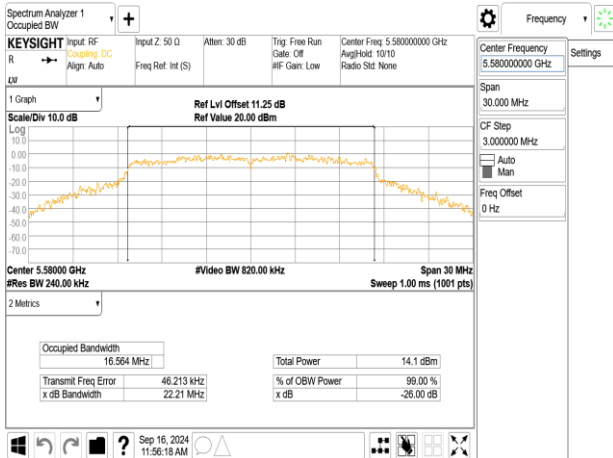 Spectrum Analyzer 1
Occupied BW
Frequency
KEYSIGHT
R
LXI
Input: RF
Coupling: DC
Align: Auto
Input Z: 50 Ω
Freq Ref: Int (S)
Atten: 30 dB
Trig: Free Run
Gate: Off
#IF Gain: Low
Center Freq: 5.580000000 GHz
Avg|Hold: 10/10
Radio Std: None
Center Frequency
5.580000000 GHz
Settings
Span
30.000 MHz
CF Step
3.000000 MHz
Auto
Man
Freq Offset
0 Hz
1 Graph
Scale/Div 10.0 dB
Ref Lvl Offset 11.25 dB
Ref Value 20.00 dBm
Log
10.0
0.00
-10.0
-20.0
-30.0
-40.0
-50.0
-60.0
-70.0
Center 5.58000 GHz
#Res BW 240.00 kHz
#Video BW 820.00 kHz
Span 30 MHz
Sweep 1.00 ms (1001 pts)
2 Metrics
Occupied Bandwidth
16.564 MHz
Transmit Freq Error 46.213 kHz
x dB Bandwidth 22.21 MHz
Total Power 14.1 dBm
% of OBW Power 99.00 %
x dB -26.00 dB
?
Sep 16, 2024
11:56:18 AM